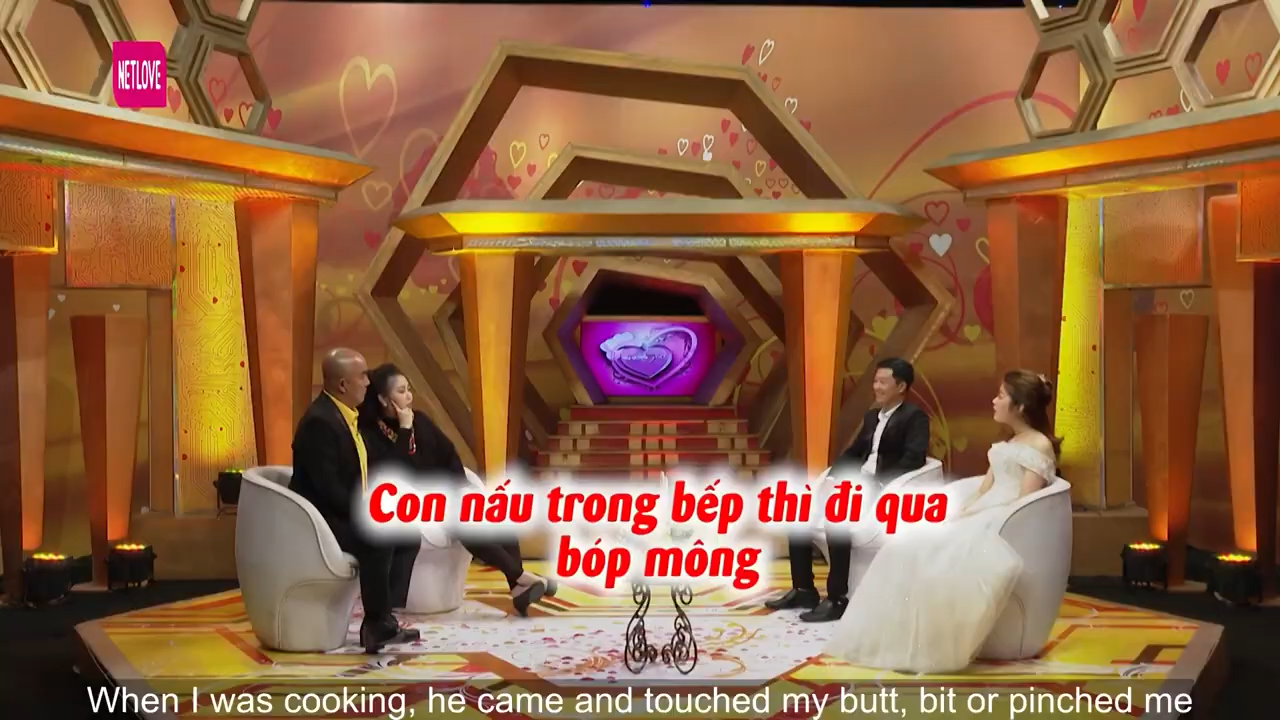 NETLOVE
Con nấu trong bếp thì đi qua
bóp mông
When I was cooking, he came and touched my butt, bit or pinched me